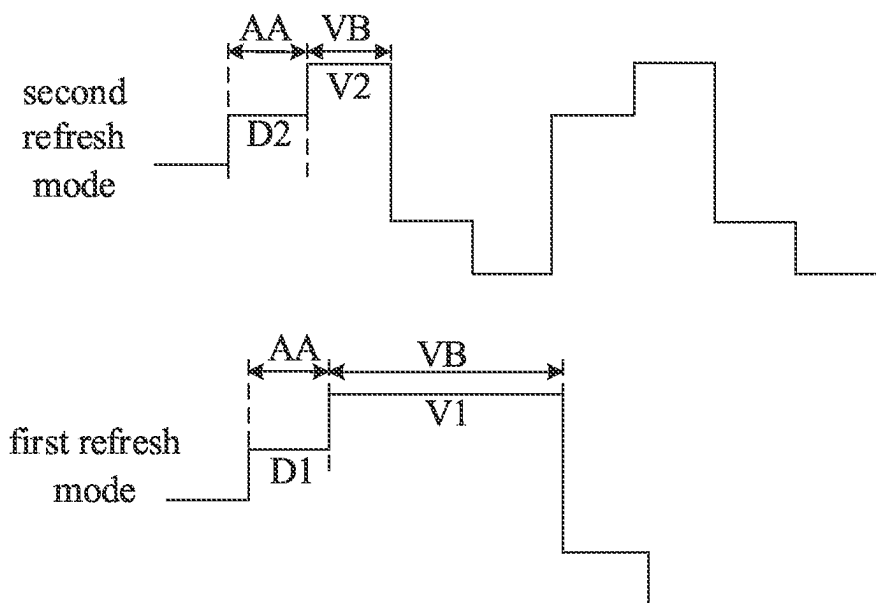 AA VB
V2
second
refresh
mode
D2
AA VB
V1
first refresh
mode
D1